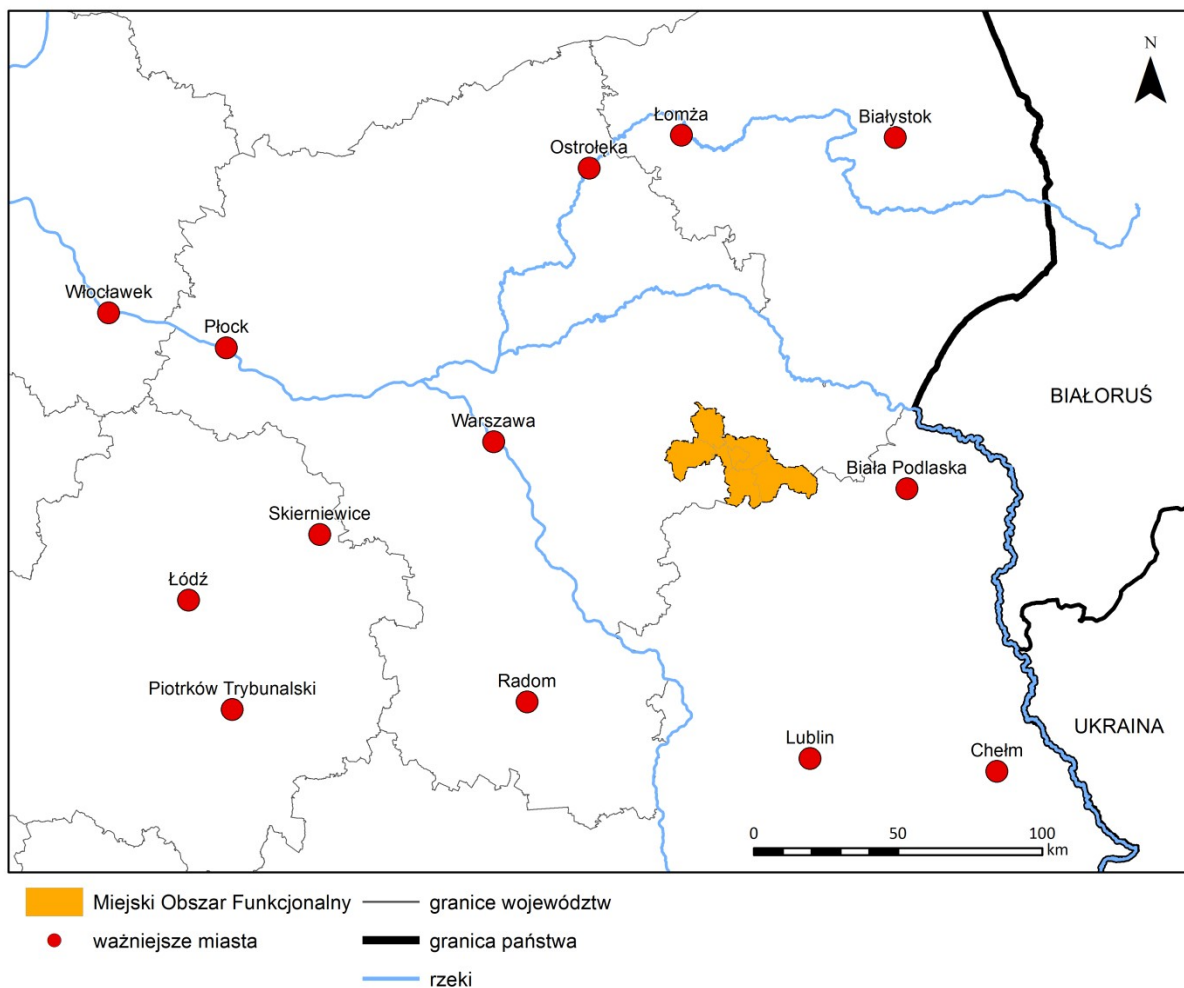 N
Łomża
Białystok
Ostrołęka
Włocławek
Płock
BIAŁORUŚ
Warszawa
Biała Podlaska
Skierniewice
Łódź
Piotrków Trybunalski
Radom
UKRAINA
Lublin
Chełm
0 50 100
km
Miejski Obszar Funkcjonalny
granice województw
ważniejsze miasta
granica państwa
rzeki